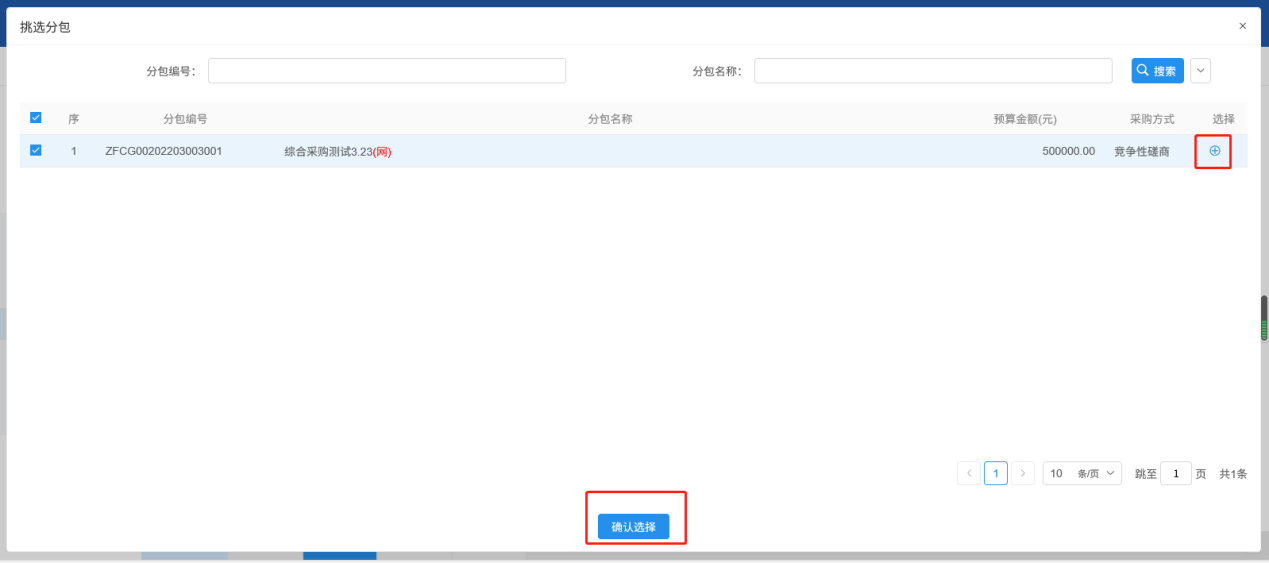 挑选分包 ×
分包编号： 分包名称： 搜索
序 分包编号 分包名称 预算金额(元) 采购方式 选择
1 ZFCG00202203003001 综合采购测试3.23(网) 500000.00 竞争性磋商
1 10 条/页 跳至 1 页 共1条
确认选择